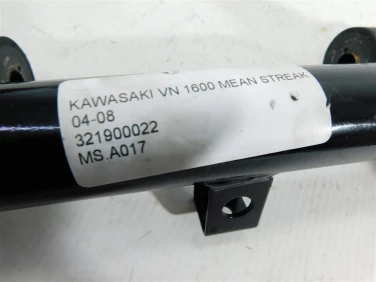 KAWASAKI VN 1600 MEAN STREAK
04-08
321900022
MS.A017